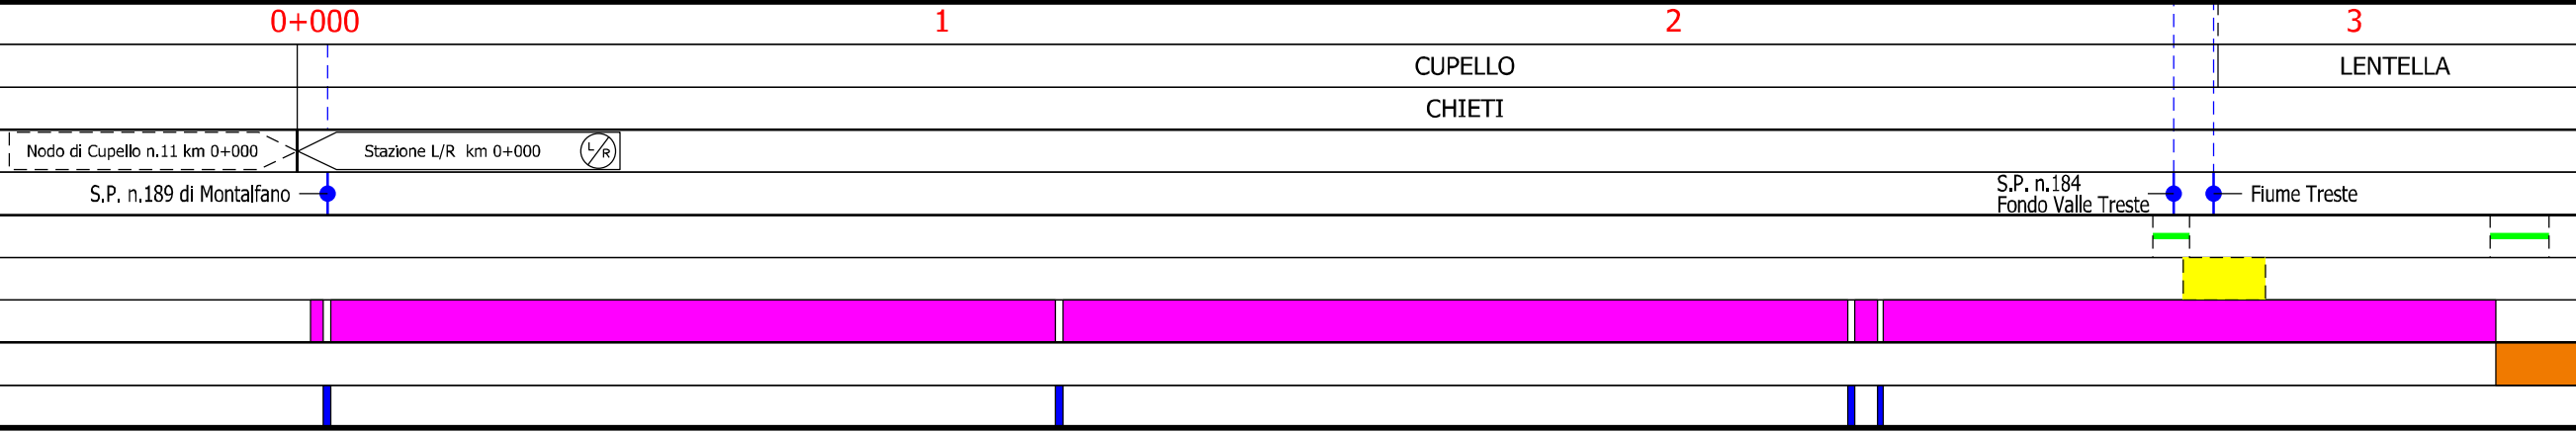 0+000
1
2
3
CUPELLO
LENTELLA
CHIETI
Nodo di Cupello n.11 km 0+000
Stazione L/R km 0+000
L/R
S.P. n.189 di Montalfano
S.P. n.184
Fondo Valle Treste
Fiume Treste